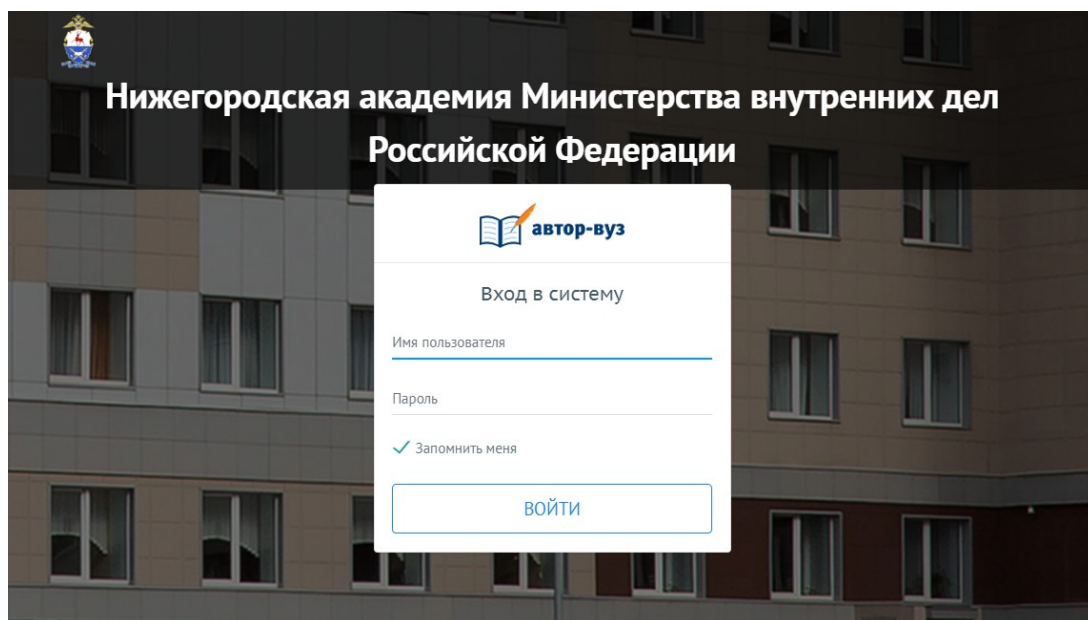 Нижегородская академия Министерства внутренних дел
Российской Федерации
автор-вуз
Вход в систему
Имя пользователя
Пароль
Запомнить меня
ВОЙТИ